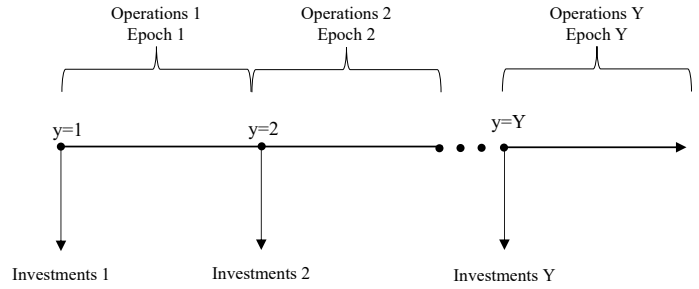 Operations 1
Epoch 1
Operations 2
Epoch 2
Operations Y
Epoch Y
y=1
y=2
y=Y
Investments 1
Investments 2
Investments Y